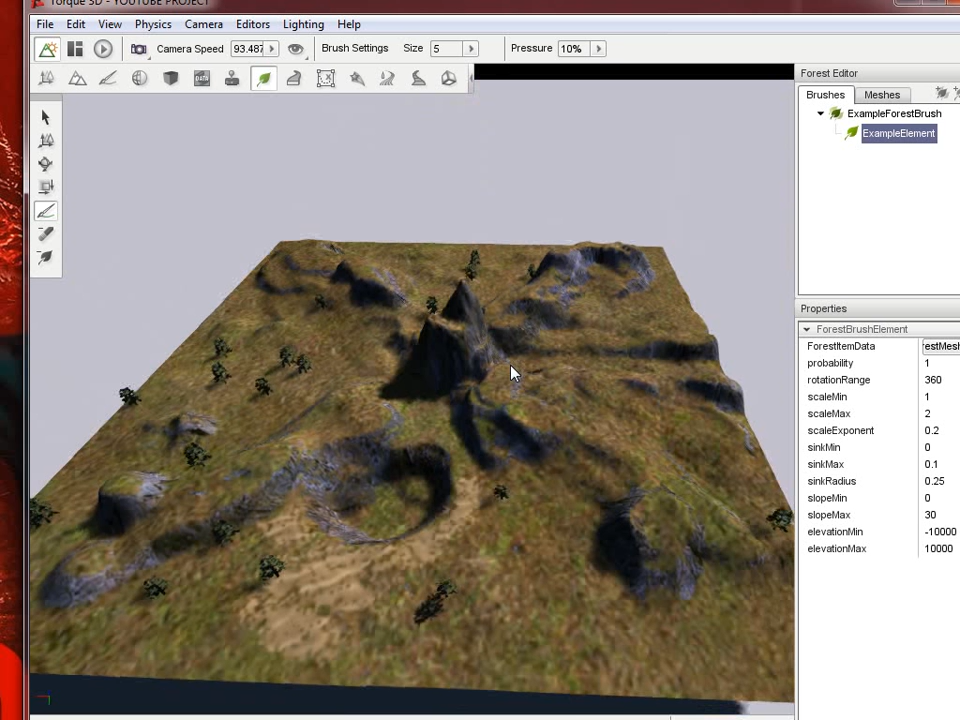 Torque 3D - YOUTUBE PROJECT
File Edit View Physics Camera Editors Lighting Help
Camera Speed 93.487 Brush Settings Size 5 Pressure 10%
Forest Editor
Brushes Meshes
ExampleForestBrush
ExampleElement
Properties
ForestBrushElement
ForestItemData restMesh
probability 1
rotationRange 360
scaleMin 1
scaleMax 2
scaleExponent 0.2
sinkMin 0
sinkMax 0.1
sinkRadius 0.25
slopeMin 0
slopeMax 30
elevationMin -10000
elevationMax 10000